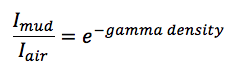 I_mud / I_air = e^{-gamma density}